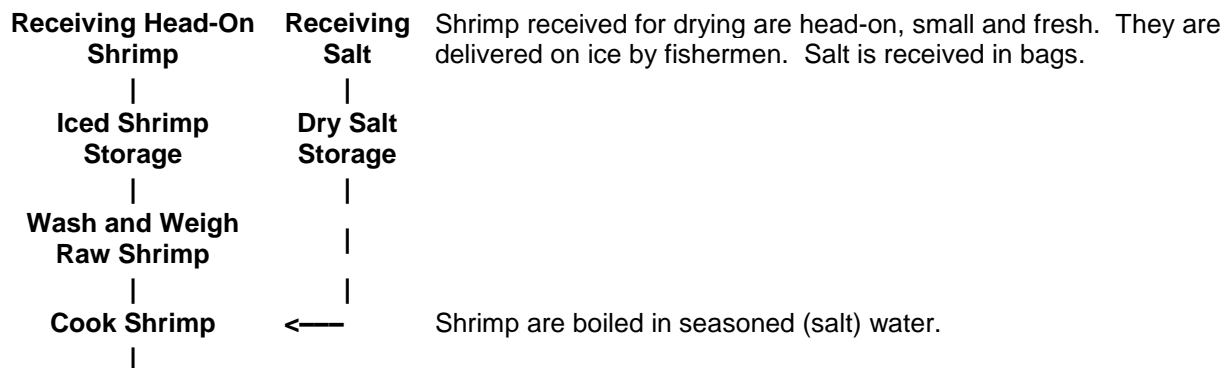 Receiving Head-On Shrimp
Receiving Salt
Shrimp received for drying are head-on, small and fresh. They are
delivered on ice by fishermen. Salt is received in bags.
|
|
Iced Shrimp
Storage
Dry Salt
Storage
|
|
Wash and Weigh
Raw Shrimp
|
|
|
Cook Shrimp
<———
Shrimp are boiled in seasoned (salt) water.
|